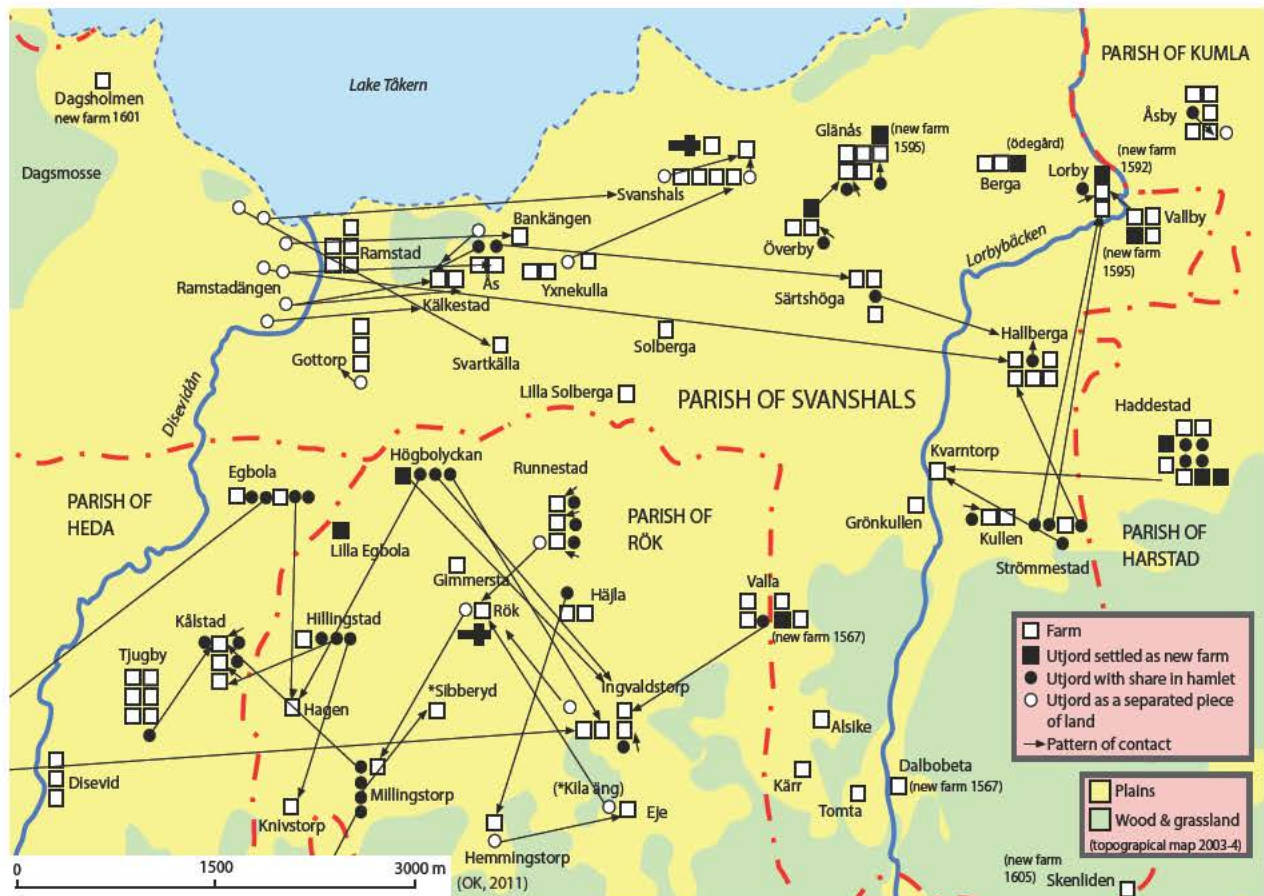 PARISH OF KUMLA
Lake Tåkern
Dagsholmen
new farm 1601
Åsby
Glänås
(new farm
1595)
(ödegård)
Berga
(new farm
1592)
Lorby
Dagsmosse
Svanshals
Bankängen
Vallby
Ramstad
Överby
Lorbybäcken
(new farm
1595)
Ramstadängen
Ås
Yxnekulla
Kälkestad
Särtshöga
Hallberga
Gottorp
Svartkälla
Solberga
Disevidån
Lilla Solberga
PARISH OF SVANSHALS
Haddestad
Högbolyckan
Egbola
Runnestad
Kvarntorp
PARISH OF
HEDA
PARISH OF
RÖK
Grönkullen
Kullen
PARISH OF
HARSTAD
Lilla Egbola
Strömmestad
Gimmersta
Häjla
Valla
Kålstad
Hillingstad
Rök
(new farm 1567)
Tjugby
*Sibberyd
Ingvaldstorp
Hagen
Alsike
Disevid
Millingstorp
(*Kila äng)
Kärr
Dalbobeta
(new farm 1567)
Knivstorp
Eje
Tomta
Hemmingstorp
(new farm
1605)
Skenliden
Farm
Utjord settled as new farm
Utjord with share in hamlet
Utjord as a separated piece
of land
Pattern of contact
Plains
Wood & grassland
(topograpical map 2003-4)
0 1500 3000 m
(OK, 2011)